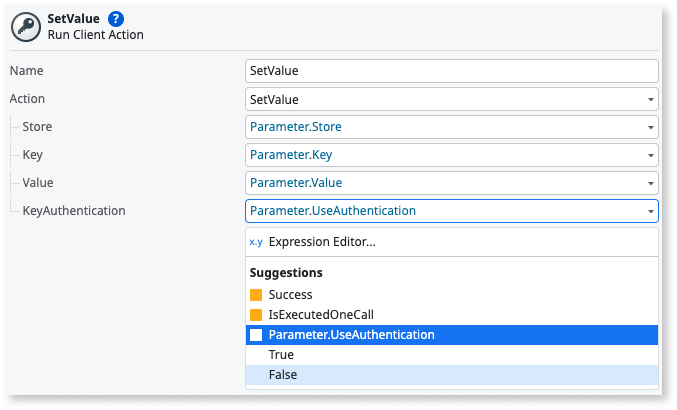 SetValue ?
Run Client Action
Name SetValue
Action SetValue
Store Parameter.Store
Key Parameter.Key
Value Parameter.Value
KeyAuthentication Parameter.UseAuthentication
x.y Expression Editor...
Suggestions
Success
IsExecutedOneCall
Parameter.UseAuthentication
True
False